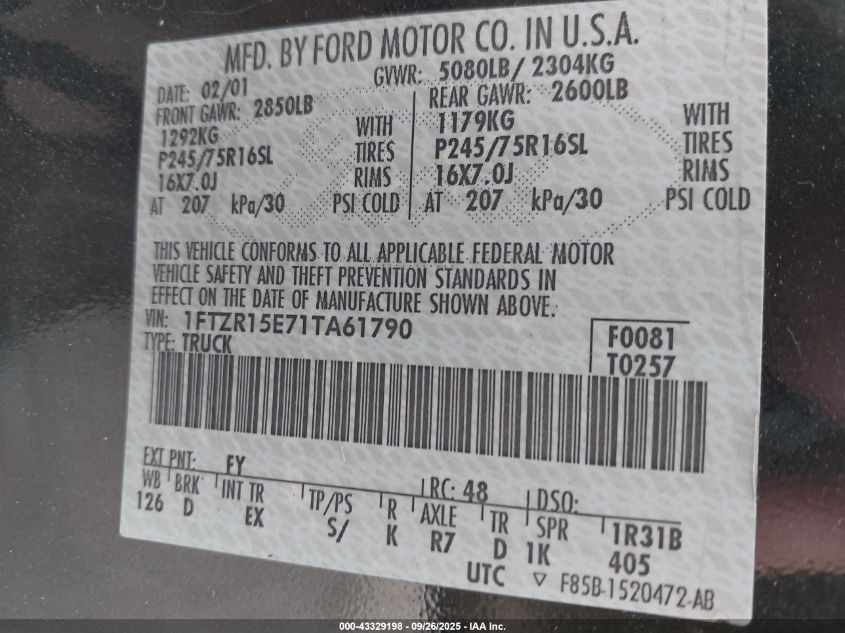 MFD. BY FORD MOTOR CO. IN U.S.A.
DATE: 02/01 GVWR: 5080LB/ 2304KG
FRONT GAWR: 2850LB REAR GAWR: 2600LB
1292KG WITH 1179KG WITH
P245/75R16SL TIRES P245/75R16SL TIRES
16X7.0J RIMS 16X7.0J RIMS
AT 207 kPa/30 PSI COLD AT 207 kPa/30 PSI COLD
THIS VEHICLE CONFORMS TO ALL APPLICABLE FEDERAL MOTOR
VEHICLE SAFETY AND THEFT PREVENTION STANDARDS IN
EFFECT ON THE DATE OF MANUFACTURE SHOWN ABOVE.
VIN: 1FTZR15E71TA61790 F0081
TYPE: TRUCK T0257
EXT PNT: FY RC: 48 DSO:
WB BRK INT TR TP/PS R AXLE TR SPR 1R31B
126 D EX S/ K R7 D 1K 405
UTC ▽ F85B-1520472-AB
000-43329198 - 09/26/2025 - IAA Inc.